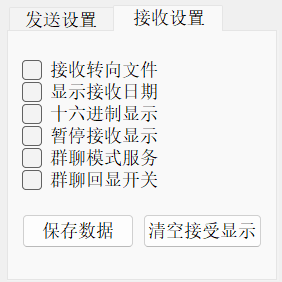 发送设置 接收设置
接收转向文件
显示接收日期
十六进制显示
暂停接收显示
群聊模式服务
群聊回显开关
保存数据 清空接受显示